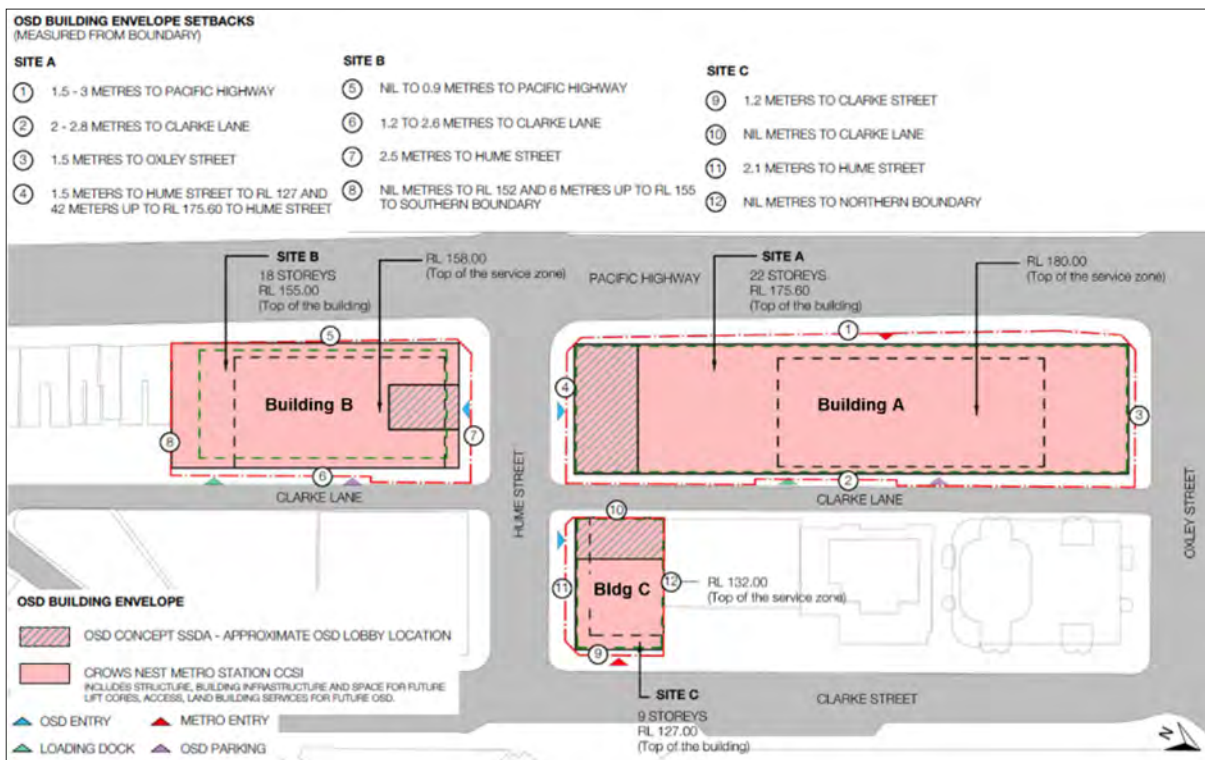 OSD BUILDING ENVELOPE SETBACKS
(MEASURED FROM BOUNDARY)
SITE A
1 1.5 - 3 METRES TO PACIFIC HIGHWAY
2 2 - 2.8 METRES TO CLARKE LANE
3 1.5 METRES TO OXLEY STREET
4 1.5 METERS TO HUME STREET TO RL 127 AND
42 METERS UP TO RL 175.60 TO HUME STREET
SITE B
5 NIL TO 0.9 METRES TO PACIFIC HIGHWAY
6 1.2 TO 2.6 METRES TO CLARKE LANE
7 2.5 METRES TO HUME STREET
8 NIL METRES TO RL 152 AND 6 METRES UP TO RL 155
TO SOUTHERN BOUNDARY
SITE C
9 1.2 METERS TO CLARKE STREET
10 NIL METRES TO CLARKE LANE
11 2.1 METERS TO HUME STREET
12 NIL METRES TO NORTHERN BOUNDARY
SITE B
18 STOREYS
RL 155.00
(Top of the building)
RL 158.00
(Top of the service zone)
PACIFIC HIGHWAY
SITE A
22 STOREYS
RL 175.60
(Top of the building)
RL 180.00
(Top of the service zone)
5
1
Building B
4
Building A
3
8
7
6
2
CLARKE LANE
HUME STREET
CLARKE LANE
OXLEY STREET
10
11
Bldg C
12
RL 132.00
(Top of the service zone)
9
SITE C
9 STOREYS
RL 127.00
(Top of the building)
CLARKE STREET
OSD BUILDING ENVELOPE
OSD CONCEPT SSDA - APPROXIMATE OSD LOBBY LOCATION
CROWS NEST METRO STATION CCSI
INCLUDES STRUCTURE, BUILDING INFRASTRUCTURE AND SPACE FOR FUTURE
LIFT CORES, ACCESS, LAND BUILDING SERVICES FOR FUTURE OSD.
OSD ENTRY
METRO ENTRY
LOADING DOCK
OSD PARKING
N